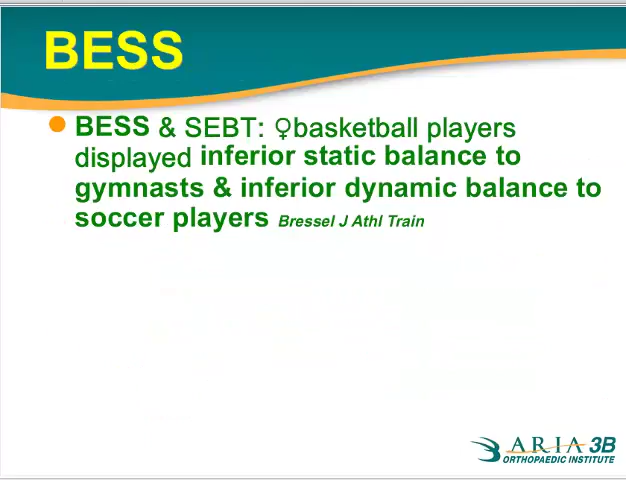 BESS
BESS & SEBT: ♀basketball players
displayed inferior static balance to
gymnasts & inferior dynamic balance to
soccer players Bressel J Athl Train
ARIA 3B
ORTHOPAEDIC INSTITUTE